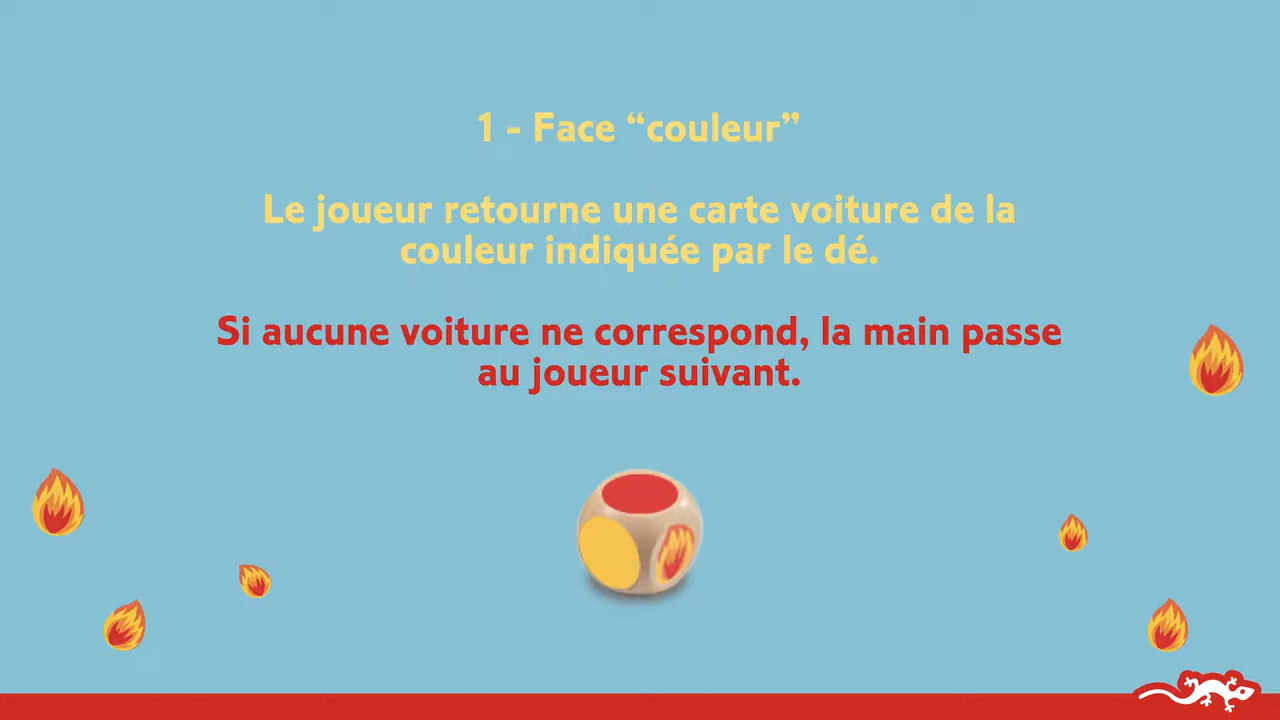 1 - Face “couleur”
Le joueur retourne une carte voiture de la
couleur indiquée par le dé.
Si aucune voiture ne correspond, la main passe
au joueur suivant.